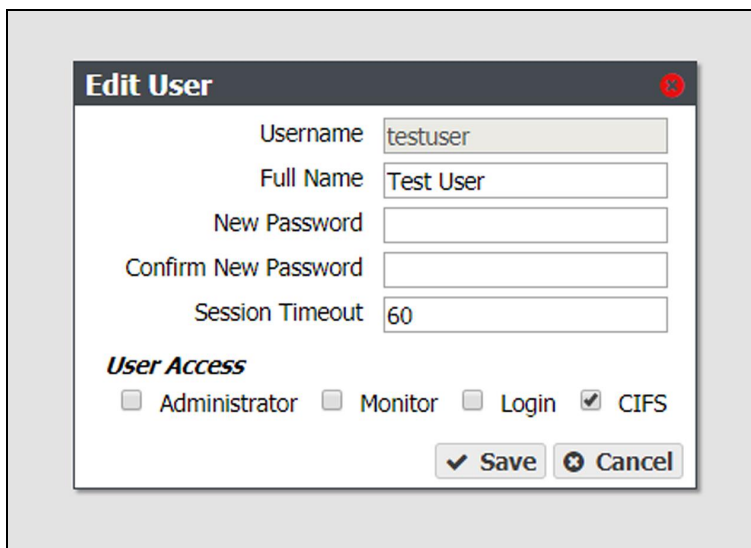 Edit User
Username testuser
Full Name Test User
New Password
Confirm New Password
Session Timeout 60
User Access
Administrator Monitor Login CIFS
Save Cancel